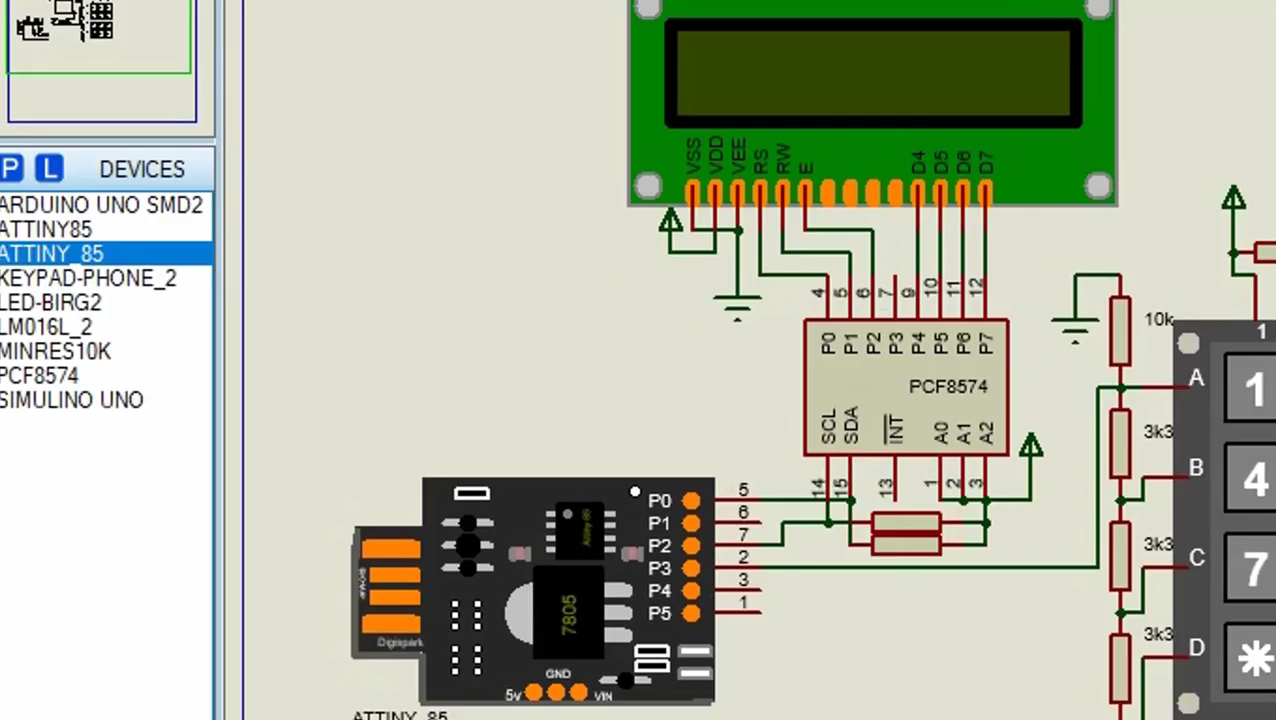 P L DEVICES
ARDUINO UNO SMD2
ATTINY85
ATTINY_85
KEYPAD-PHONE_2
LED-BIRG2
LM016L_2
MINRES10K
PCF8574
SIMULINO UNO
VSS VDD VEE RS RW E D4 D5 D6 D7
4 5 6 7 9 10 11 12
P0 P1 P2 P3 P4 P5 P6 P7
PCF8574
SCL SDA INT A0 A1 A2
14 15 13 1 2 3
P0 5
P1 6
P2 7
P3 2
P4 3
P5 1
7805
Digispark
GND
5v VIN
ATTINY_85
10k
3k3
3k3
3k3
1
A 1
B 4
C 7
D *